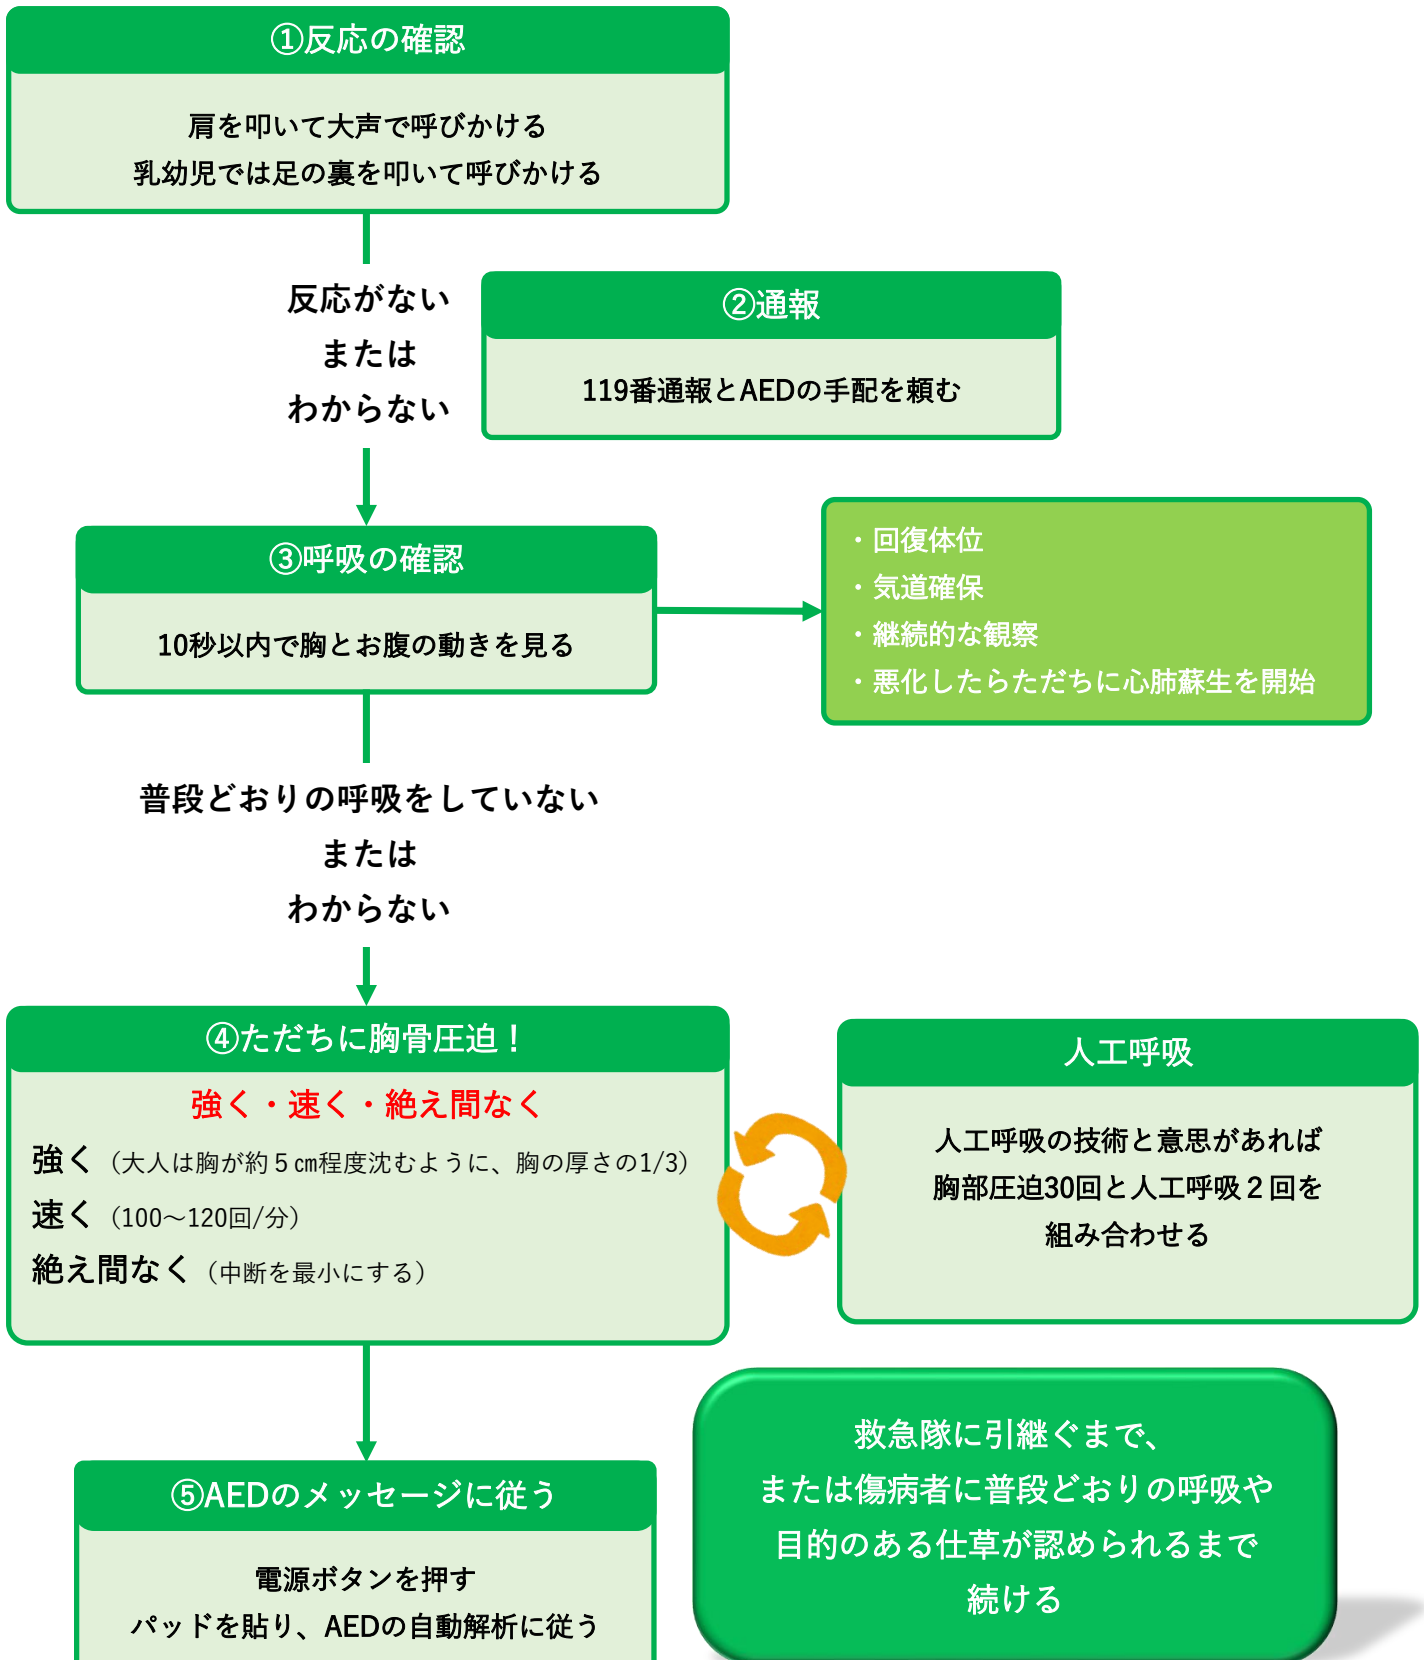 ①反応の確認
肩を叩いて大声で呼びかける
乳幼児では足の裏を叩いて呼びかける
反応がない
または
わからない
②通報
119番通報とAEDの手配を頼む
③呼吸の確認
10秒以内で胸とお腹の動きを見る
・回復体位
・気道確保
・継続的な観察
・悪化したらただちに心肺蘇生を開始
普段どおりの呼吸をしていない
または
わからない
④ただちに胸骨圧迫！
強く・速く・絶え間なく
強く（大人は胸が約５㎝程度沈むように、胸の厚さの1/3）
速く（100～120回/分）
絶え間なく（中断を最小にする）
人工呼吸
人工呼吸の技術と意思があれば
胸部圧迫30回と人工呼吸２回を
組み合わせる
⑤AEDのメッセージに従う
電源ボタンを押す
パッドを貼り、AEDの自動解析に従う
救急隊に引継ぐまで、
または傷病者に普段どおりの呼吸や
目的のある仕草が認められるまで
続ける